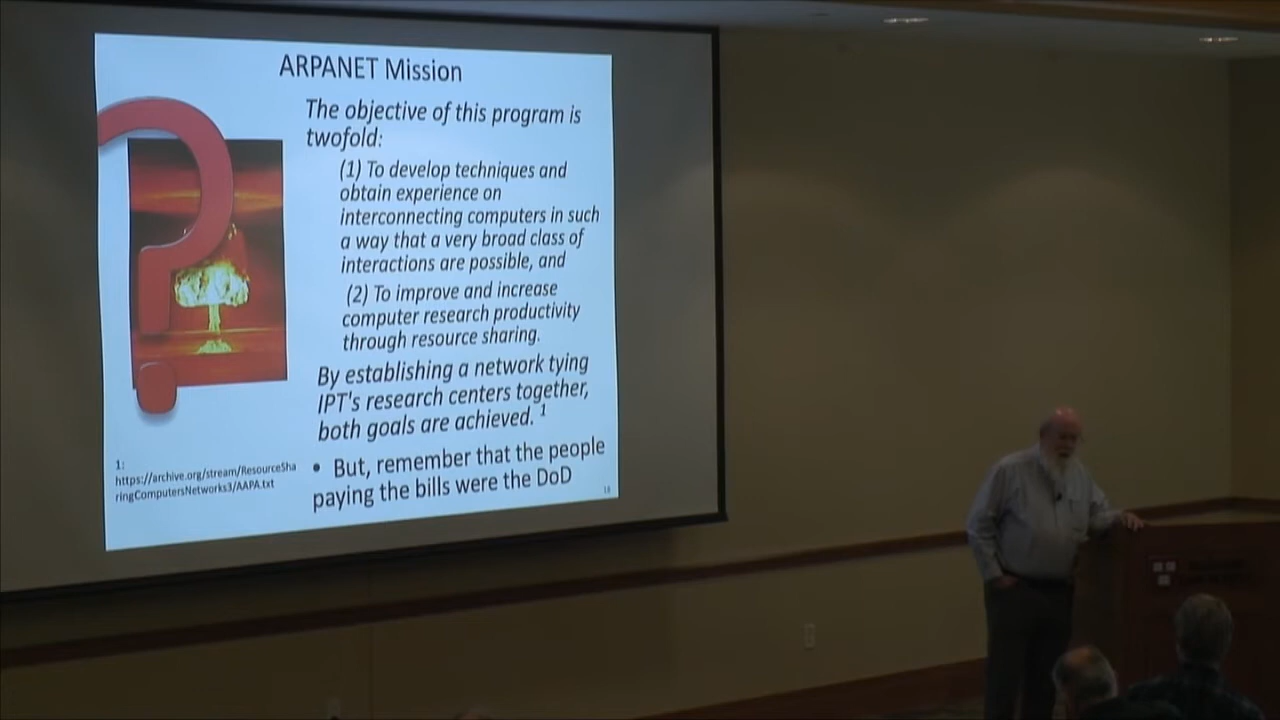 ARPANET Mission
The objective of this program is
twofold:
(1) To develop techniques and
obtain experience on
interconnecting computers in such
a way that a very broad class of
interactions are possible, and
(2) To improve and increase
computer research productivity
through resource sharing.
By establishing a network tying
IPT's research centers together,
both goals are achieved. 1
• But, remember that the people
paying the bills were the DoD
1:
https://archive.org/stream/ResourceSha
ringComputersNetworks3/AAPA.txt